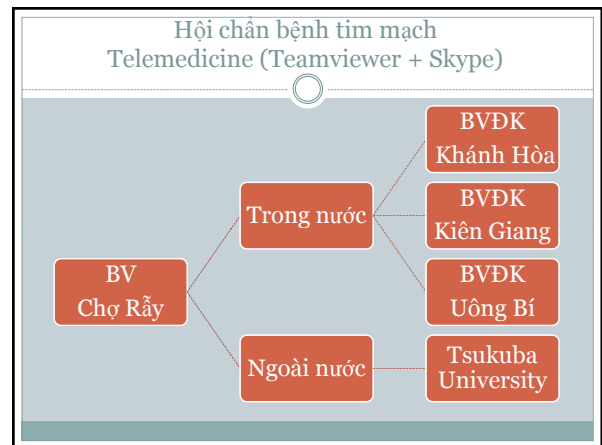 Hội chẩn bệnh tim mạch
Telemedicine (Teamviewer + Skype)
BV
Chợ Rẫy
Trong nước
BVĐK
Khánh Hòa
BVĐK
Kiên Giang
BVĐK
Uông Bí
Ngoài nước
Tsukuba
University